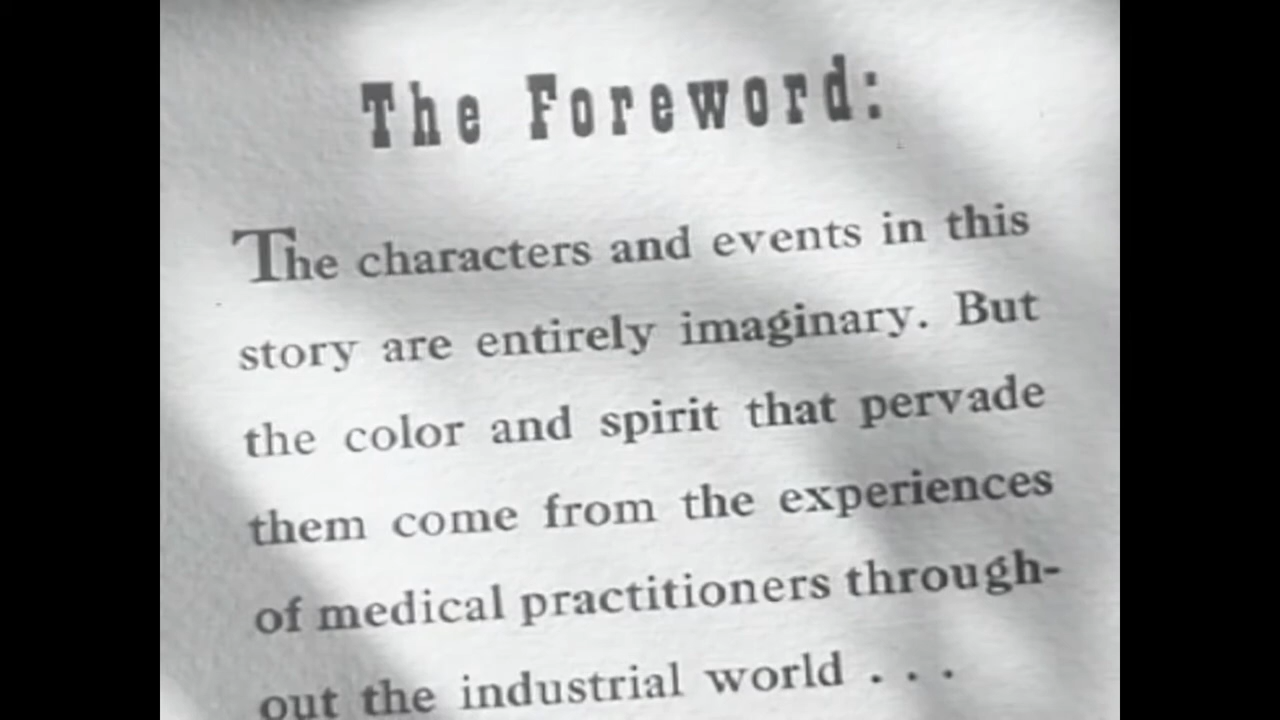 The Foreword:
The characters and events in this
story are entirely imaginary. But
the color and spirit that pervade
them come from the experiences
of medical practitioners through-
out the industrial world . . .